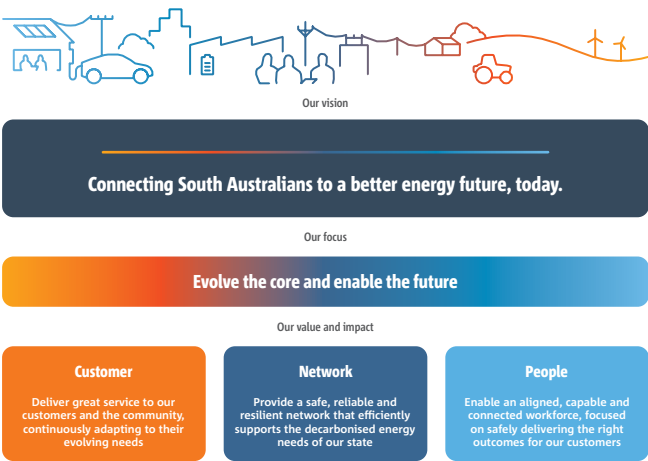 Our vision
Connecting South Australians to a better energy future, today.
Our focus
Evolve the core and enable the future
Our value and impact
Customer
Deliver great service to our
customers and the community,
continuously adapting to their
evolving needs
Network
Provide a safe, reliable and
resilient network that efficiently
supports the decarbonised energy
needs of our state
People
Enable an aligned, capable and
connected workforce, focused
on safely delivering the right
outcomes for our customers